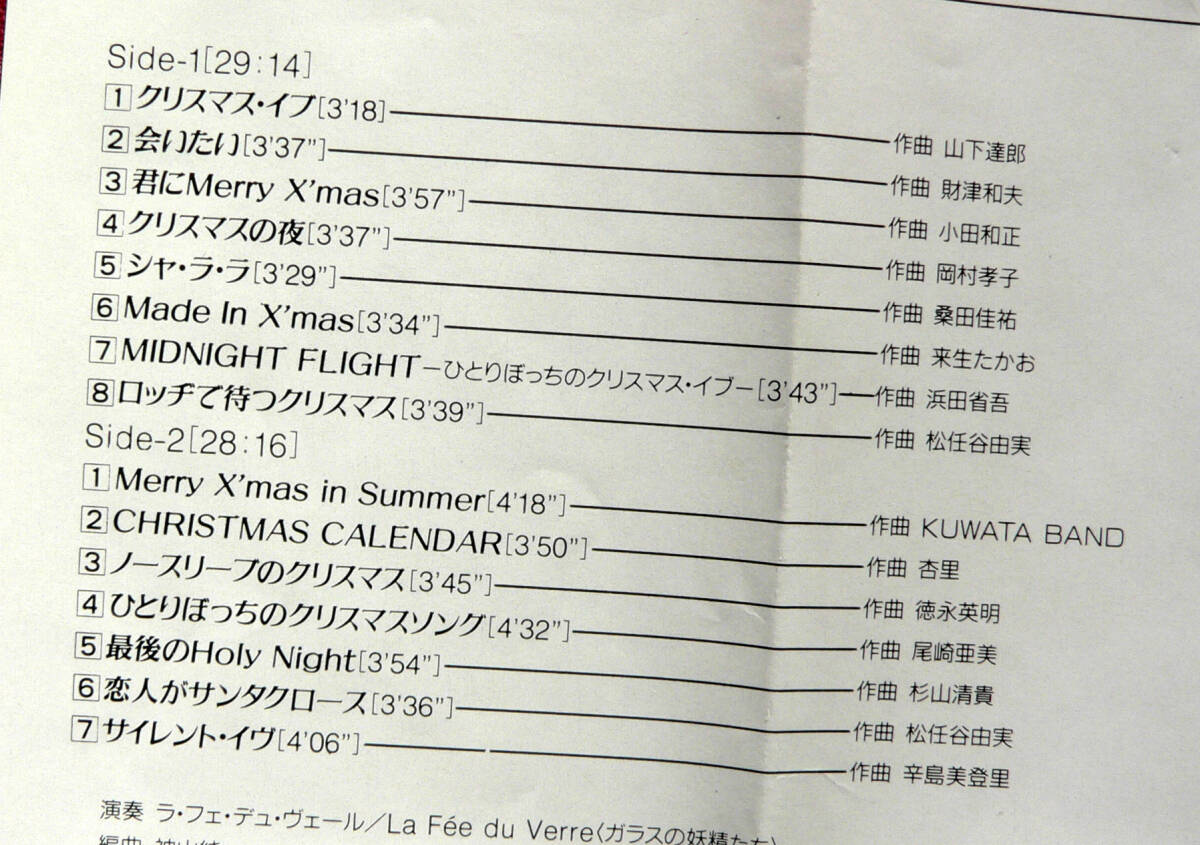 Side-1[29:14]
1 クリスマス・イブ[3'18] 作曲 山下達郎
2 会いたい[3'37"] 作曲 財津和夫
3 君にMerry X'mas[3'57"] 作曲 小田和正
4 クリスマスの夜[3'37"] 作曲 岡村孝子
5 シャ・ラ・ラ[3'29"] 作曲 桑田佳祐
6 Made In X'mas[3'34"] 作曲 来生たかお
7 MIDNIGHT FLIGHT－ひとりぼっちのクリスマス・イブ－[3'43"] 作曲 浜田省吾
8 ロッヂで待つクリスマス[3'39"] 作曲 松任谷由実
Side-2[28:16]
1 Merry X'mas in Summer[4'18"] 作曲 KUWATA BAND
2 CHRISTMAS CALENDAR[3'50"] 作曲 杏里
3 ノースリーブのクリスマス[3'45"] 作曲 徳永英明
4 ひとりぼっちのクリスマスソング[4'32"] 作曲 尾崎亜美
5 最後のHoly Night[3'54"] 作曲 杉山清貴
6 恋人がサンタクロース[3'36"] 作曲 松任谷由実
7 サイレント・イヴ[4'06"] 作曲 辛島美登里
演奏 ラ・フェ・デュ・ヴェール／La Fée du Verre〈ガラスの妖精たち〉
編曲